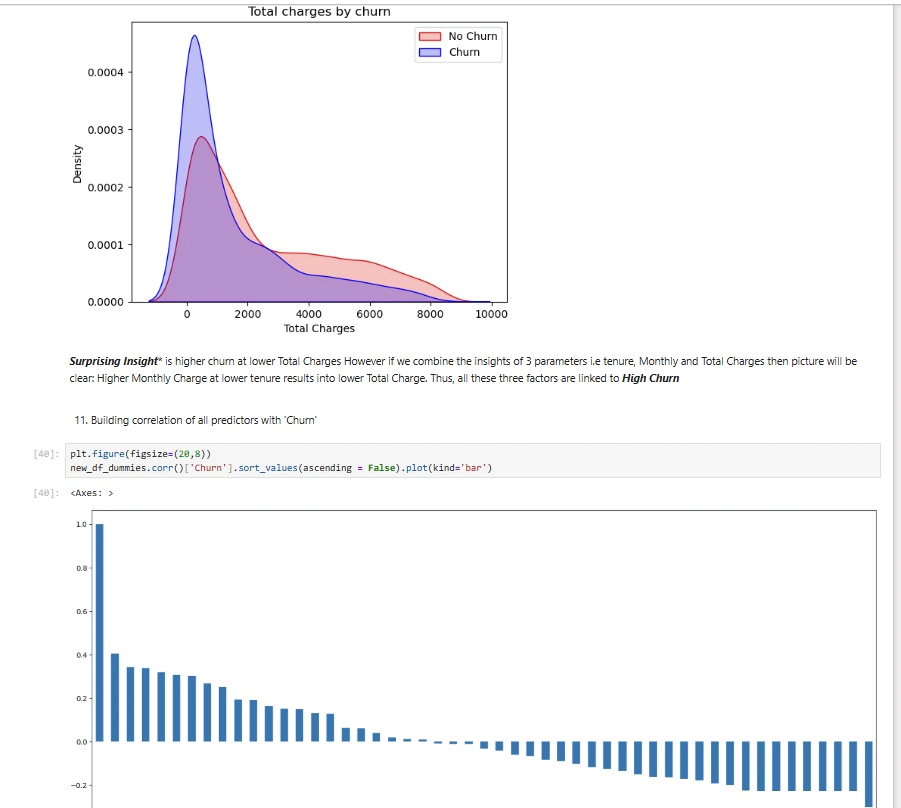 Total charges by churn
No Churn
Churn
0.0004
0.0003
0.0002
0.0001
0.0000
Density
0 2000 4000 6000 8000 10000
Total Charges
Surprising Insight* is higher churn at lower Total Charges However if we combine the insights of 3 parameters i.e tenure, Monthly and Total Charges then picture will be
clear: Higher Monthly Charge at lower tenure results into lower Total Charge. Thus, all these three factors are linked to High Churn
11. Building correlation of all predictors with 'Churn'
[40]: plt.figure(figsize=(20,8))
new_df_dummies.corr()['Churn'].sort_values(ascending = False).plot(kind='bar')
[40]: <Axes: >
1.0
0.8
0.6
0.4
0.2
0.0
-0.2